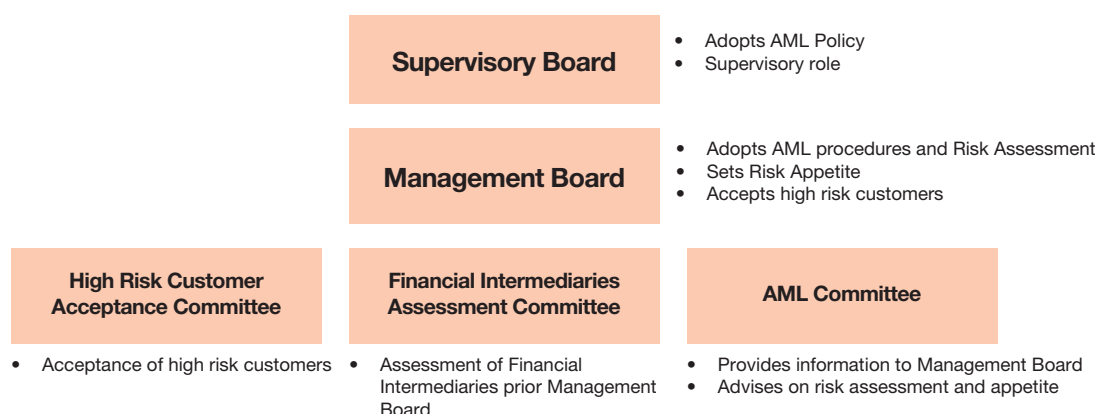 Supervisory Board
• Adopts AML Policy
• Supervisory role
Management Board
• Adopts AML procedures and Risk Assessment
• Sets Risk Appetite
• Accepts high risk customers
High Risk Customer
Acceptance Committee
• Acceptance of high risk customers
Financial Intermediaries
Assessment Committee
• Assessment of Financial
Intermediaries prior Management
Board
AML Committee
• Provides information to Management Board
• Advises on risk assessment and appetite